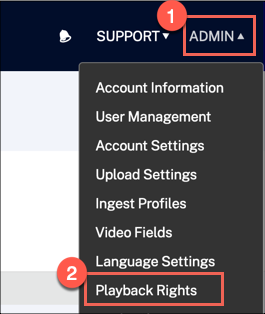 1
SUPPORT ADMIN
Account Information
User Management
Account Settings
Upload Settings
Ingest Profiles
Video Fields
Language Settings
2 Playback Rights